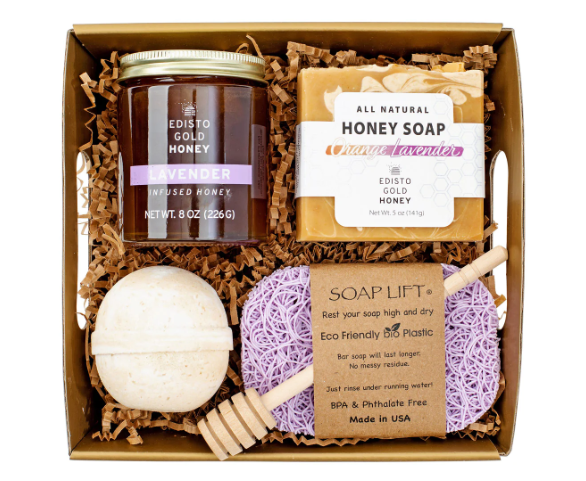 EDISTO
GOLD
HONEY
LAVENDER
INFUSED HONEY
NET WT. 8 OZ (226G)
ALL NATURAL
HONEY SOAP
Orange Lavender
EDISTO
GOLD
HONEY
Net Wt. 5 oz (141g)
SOAP LIFT®
Rest your soap high and dry
Eco Friendly bio Plastic
Bar soap will last longer.
No messy residue.
Just rinse under running water!
BPA & Phthalate Free
Made in USA